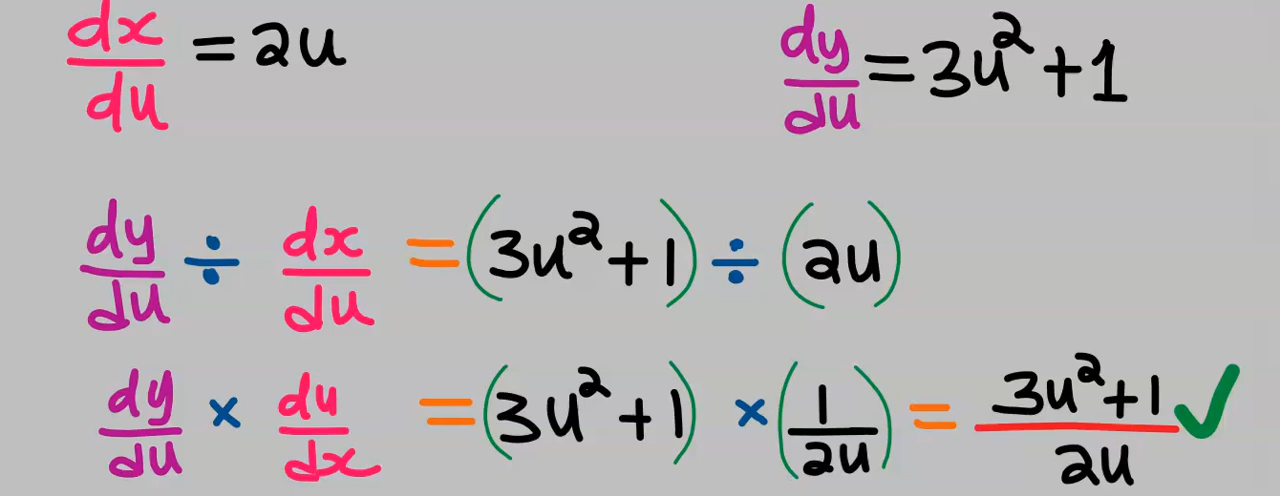 dx/du = 2u    dy/du = 3u² + 1
dy/du ÷ dx/du = (3u² + 1) ÷ (2u)
dy/du × du/dx = (3u² + 1) × (1/2u) = 3u² + 1/2u ✓